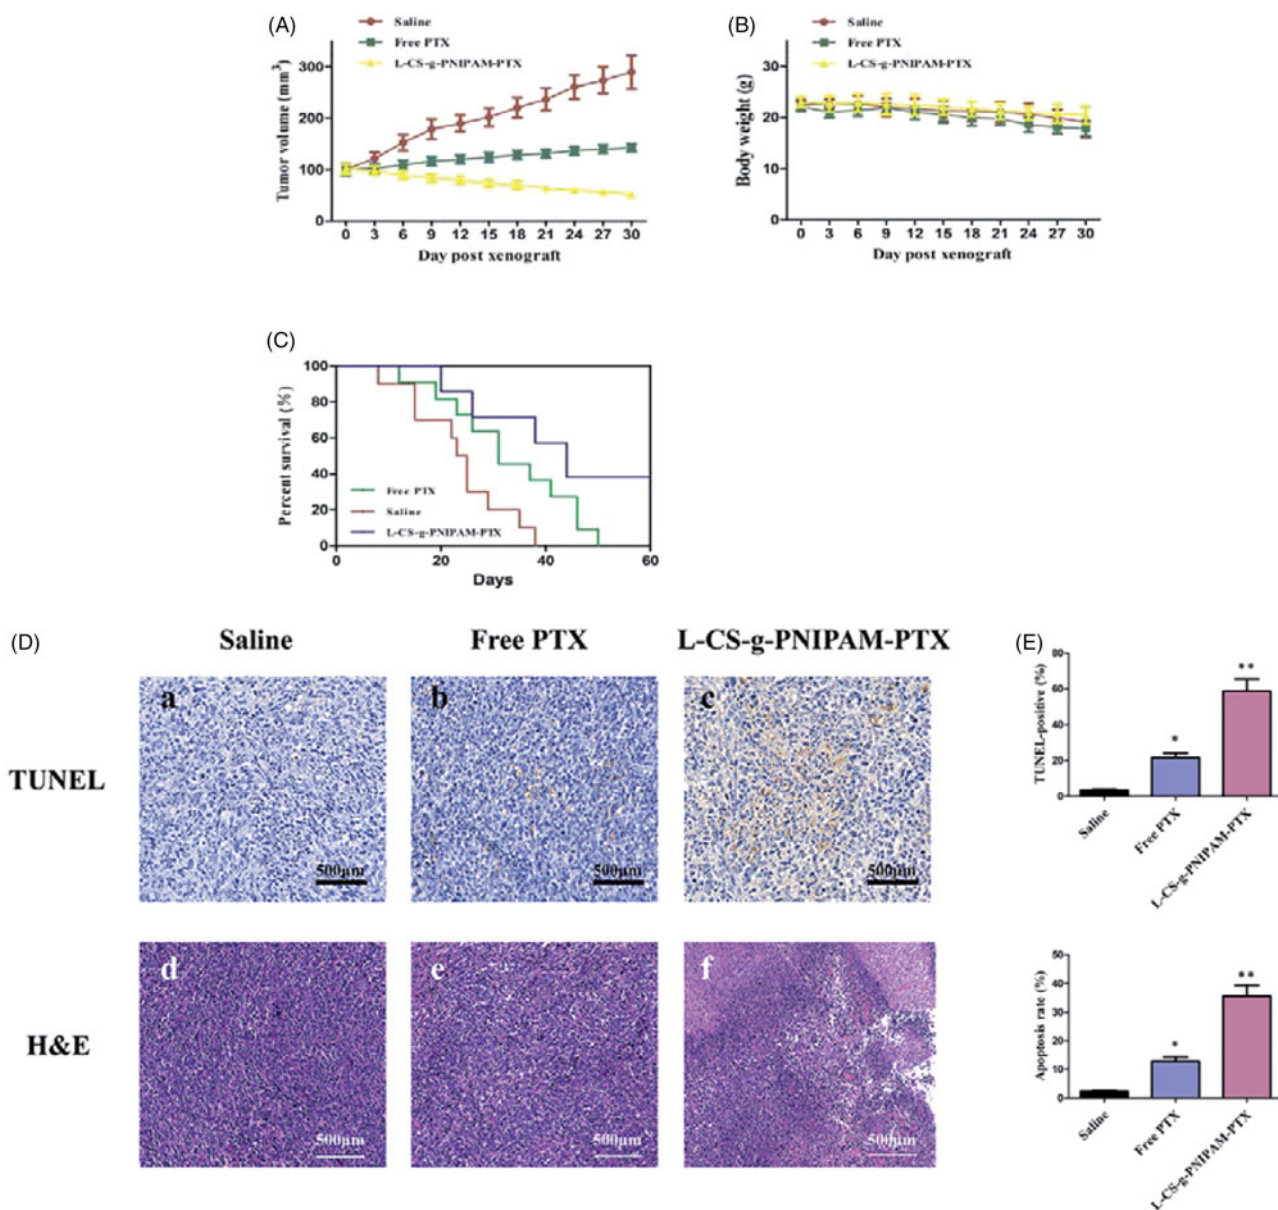 (A)
Saline
Free PTX
L-CS-g-PNIPAM-PTX
Tumor volume (mm³)
300
200
100
0
0 3 6 9 12 15 18 21 24 27 30
Day post xenograft
(B)
Saline
Free PTX
L-CS-g-PNIPAM-PTX
Body weight (g)
30
20
10
0
0 3 6 9 12 15 18 21 24 27 30
Day post xenograft
(C)
Percent survival (%)
100
80
60
40
20
0
Free PTX
Saline
L-CS-g-PNIPAM-PTX
0 20 40 60
Days
(D)
Saline Free PTX L-CS-g-PNIPAM-PTX
TUNEL
a b c
500μm 500μm 500μm
H&E
d e f
500μm 500μm 500μm
(E)
TUNEL-positive (%)
80
60
40
20
0
* **
Saline
Free PTX
L-CS-g-PNIPAM-PTX
Apoptosis rate (%)
50
40
30
20
10
0
* **
Saline
Free PTX
L-CS-g-PNIPAM-PTX